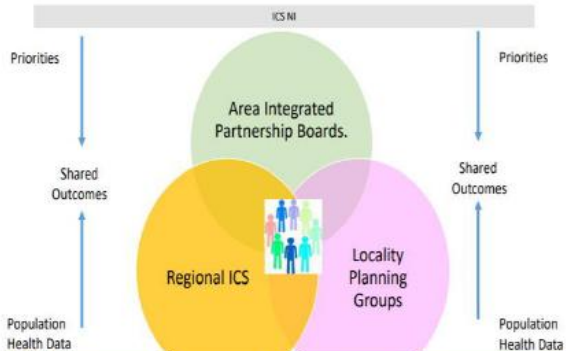 ICS NI
Priorities
Priorities
Area Integrated
Partnership Boards.
Shared
Outcomes
Shared
Outcomes
Regional ICS
Locality
Planning
Groups
Population
Health Data
Population
Health Data